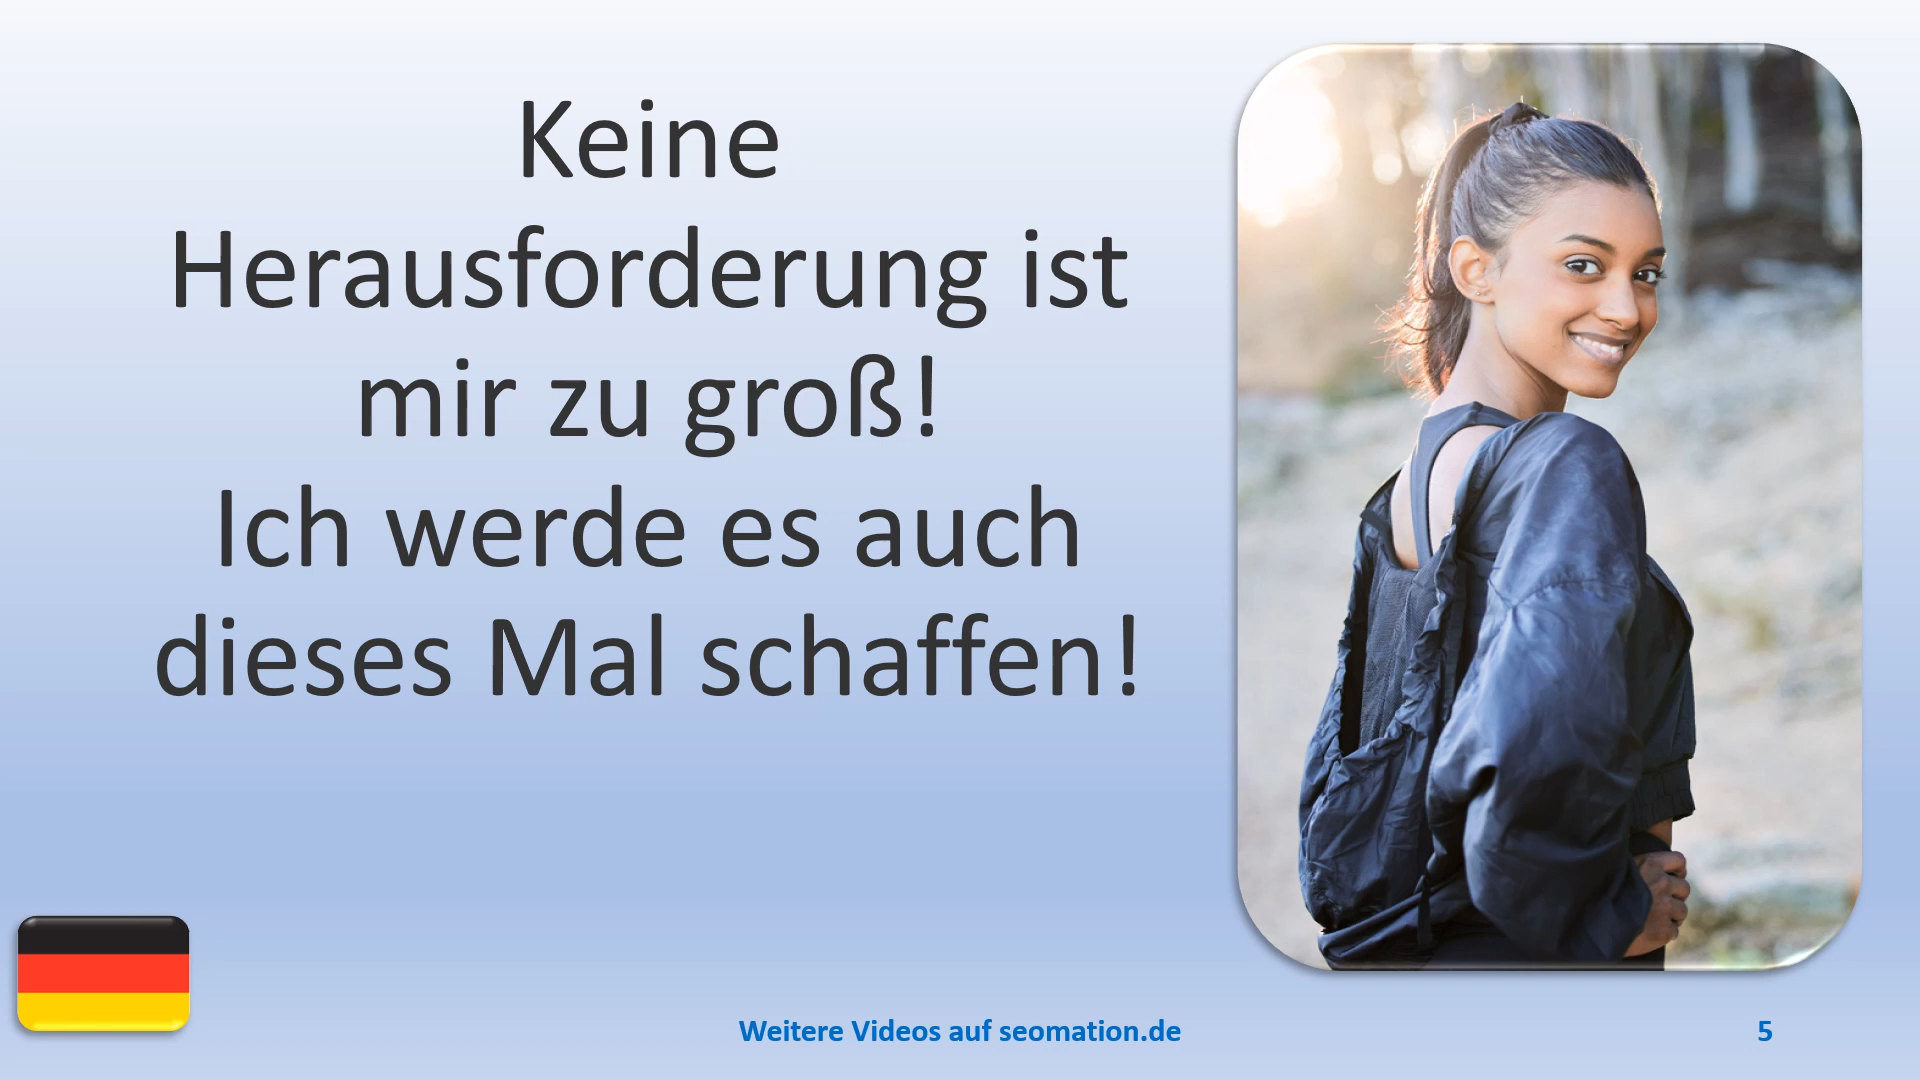 Keine
Herausforderung ist
mir zu groß!
Ich werde es auch
dieses Mal schaffen!
Weitere Videos auf seomation.de
5